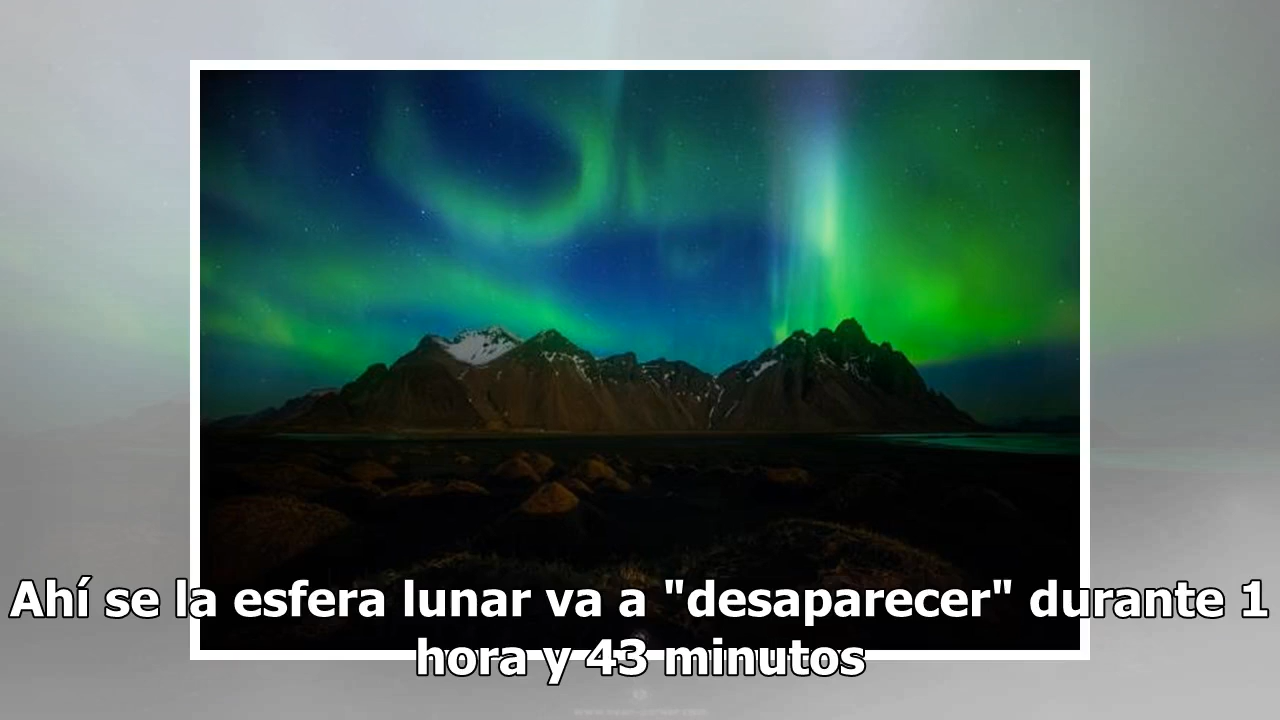 Ahí se la esfera lunar va a "desaparecer" durante 1
hora y 43 minutos